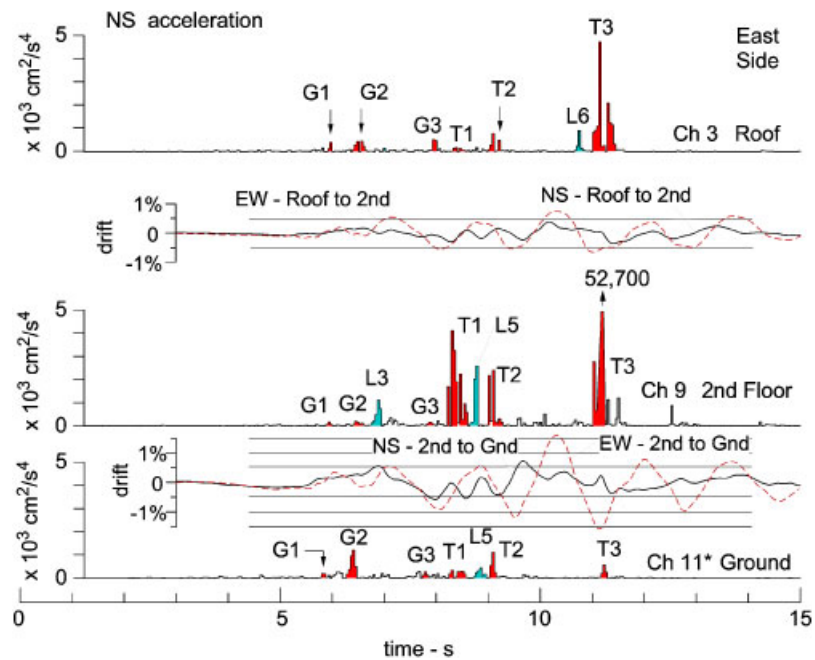 NS acceleration
East
Side
x 10³ cm²/s⁴
5
0
G1
G2
G3
T1
T2
L6
T3
Ch 3 Roof
drift
1%
0
-1%
EW - Roof to 2nd
NS - Roof to 2nd
52,700
x 10³ cm²/s⁴
5
0
G1
G2
L3
G3
T1
L5
T2
T3
Ch 9 2nd Floor
drift
1%
0
-1%
NS - 2nd to Gnd
EW - 2nd to Gnd
x 10³ cm²/s⁴
5
0
G1
G2
G3
T1
L5
T2
T3
Ch 11* Ground
0 5 10 15
time - s